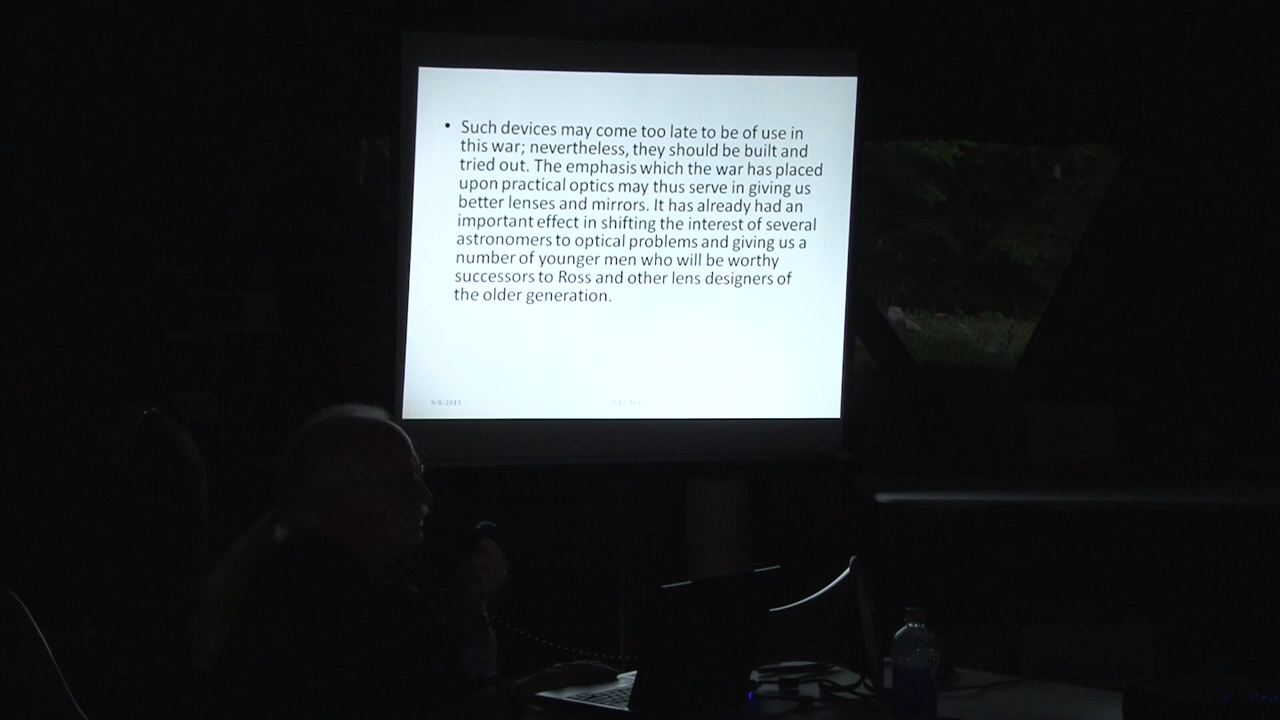 • Such devices may come too late to be of use in
this war; nevertheless, they should be built and
tried out. The emphasis which the war has placed
upon practical optics may thus serve in giving us
better lenses and mirrors. It has already had an
important effect in shifting the interest of several
astronomers to optical problems and giving us a
number of younger men who will be worthy
successors to Ross and other lens designers of
the older generation.